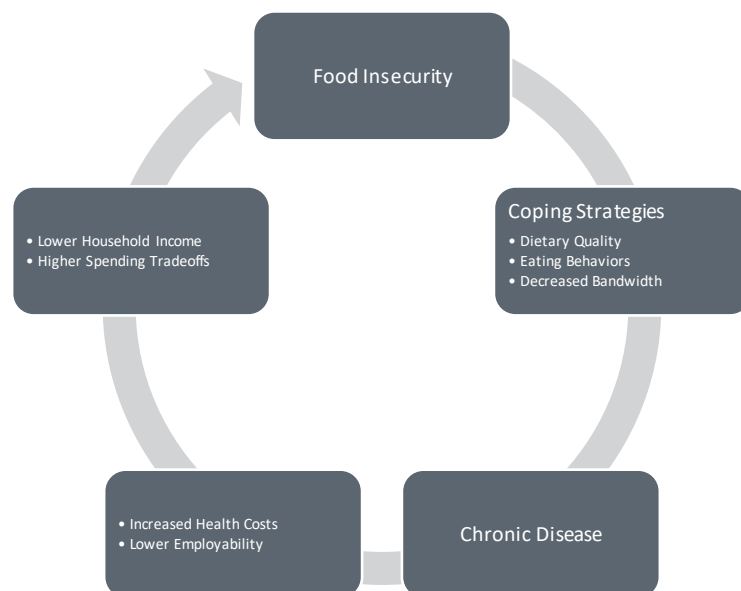 Food Insecurity
Coping Strategies
• Dietary Quality
• Eating Behaviors
• Decreased Bandwidth
Chronic Disease
• Increased Health Costs
• Lower Employability
• Lower Household Income
• Higher Spending Tradeoffs